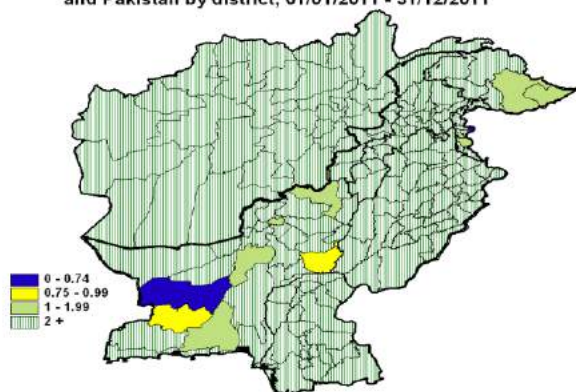 and Pakistan by district, 01/01/2011 - 31/12/2011
0 - 0.74
0.75 - 0.99
1 - 1.99
2 +